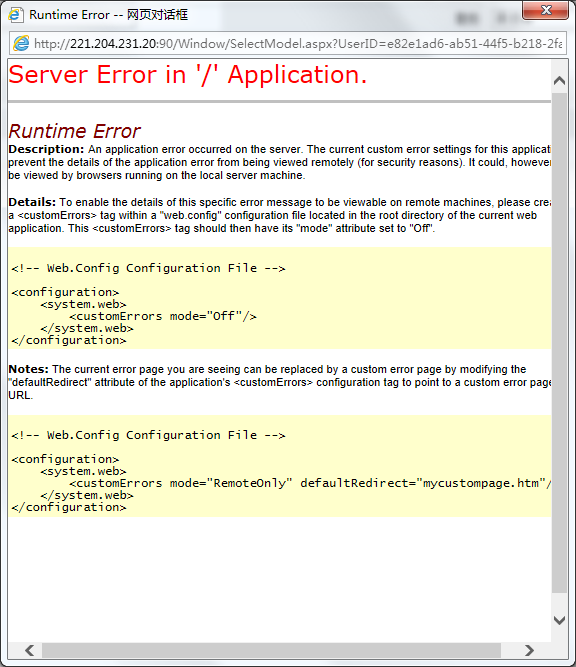 Runtime Error -- 网页对话框
http://221.204.231.20:90/Window/SelectModel.aspx?UserID=e82e1ad6-ab51-44f5-b218-2fa
Server Error in '/' Application.
Runtime Error
Description: An application error occurred on the server. The current custom error settings for this applicat
prevent the details of the application error from being viewed remotely (for security reasons). It could, however
be viewed by browsers running on the local server machine.
Details: To enable the details of this specific error message to be viewable on remote machines, please crea
a <customErrors> tag within a "web.config" configuration file located in the root directory of the current web
application. This <customErrors> tag should then have its "mode" attribute set to "Off".
<!-- Web.Config Configuration File -->
<configuration>
    <system.web>
        <customErrors mode="Off"/>
    </system.web>
</configuration>
Notes: The current error page you are seeing can be replaced by a custom error page by modifying the
"defaultRedirect" attribute of the application's <customErrors> configuration tag to point to a custom error page
URL.
<!-- Web.Config Configuration File -->
<configuration>
    <system.web>
        <customErrors mode="RemoteOnly" defaultRedirect="mycustompage.htm"/
    </system.web>
</configuration>